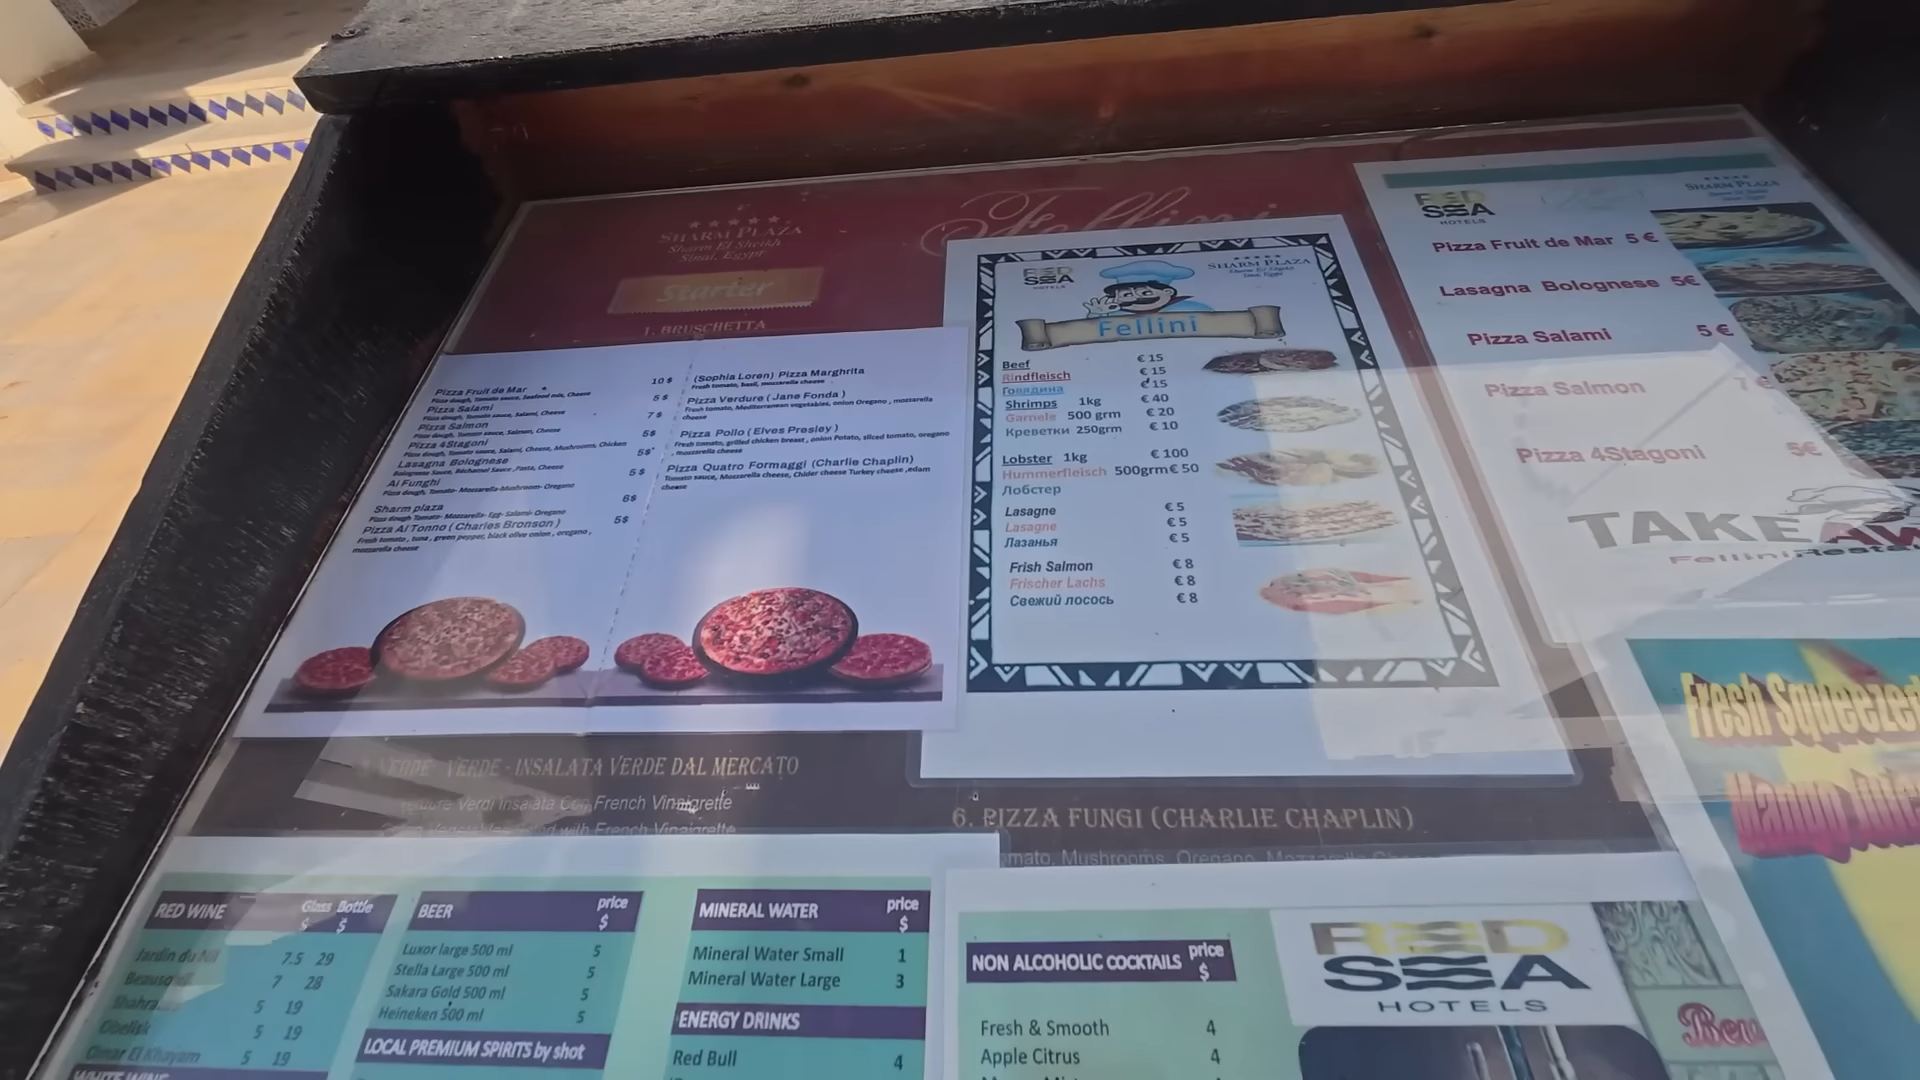 SHARM PLAZA
Sharm El Sheikh
Sinai, Egypt
Fellini
Starter
1. BRUSCHETTA
Pizza Fruit de Mar 10 $
Pizza dough, Tomato sauce, Seafood mix, Cheese
Pizza Salami 5 $
Pizza dough, Tomato sauce, Salami, Cheese
Pizza Salmon 7 $
Pizza dough, Tomato sauce, Salmon, Cheese
Pizza 4Stagoni 5$
Pizza dough, Tomato sauce, Salami, Cheese, Mushrooms, Chicken
Lasagna Bolognese 5$
Bolognese Sauce, Béchamel Sauce, Pasta, Cheese
Al Funghi 5 $
Pizza dough, Tomato- Mozzarella-Mushroom- Oregano
Sharm plaza 6$
Pizza dough Tomato- Mozzarella- Egg- Salami- Oregano
Pizza Al Tonno ( Charles Bronson ) 5$
Fresh tomato , tuna , green pepper, black olive onion , oregano ,
mozzarella cheese
(Sophia Loren) Pizza Marghrita
Fresh tomato, basil, mozzarella cheese
Pizza Verdure ( Jane Fonda )
Fresh tomato, Mediterranean vegetables, onion Oregano , mozzarella
cheese
Pizza Pollo ( Elves Presley )
Fresh tomato, grilled chicken breast , onion Potato, sliced tomato, oregano
, mozzarella cheese
Pizza Quatro Formaggi (Charlie Chaplin)
Tomato sauce, Mozzarella cheese, Chider cheese Turkey cheese ,edam
cheese
RED
SEA
HOTELS
SHARM PLAZA
Fellini
Beef € 15
Rindfleisch € 15
Говядина €15
Shrimps 1kg € 40
Garnele 500 grm € 20
Креветки 250grm € 10
Lobster 1kg € 100
Hummerfleisch 500grm€ 50
Лобстер
Lasagne € 5
Lasagne € 5
Лазанья € 5
Frish Salmon € 8
Frischer Lachs € 8
Свежий лосось € 8
RED
SEA
HOTELS
SHARM PLAZA
Pizza Fruit de Mar 5 €
Lasagna Bolognese 5€
Pizza Salami 5 €
Pizza Salmon 7 €
Pizza 4Stagoni 5€
TAKE AW
Fellini
Fresh Squeezed
VERDE - INSALATA VERDE DAL MERCATO
Verdi Insalata Con French Vinaigrette
with French Vinaigrette
6. PIZZA FUNGI (CHARLIE CHAPLIN)
Mushrooms, Oregano,
RED WINE Glass Bottle
$ $
Jardin du Nil 7.5 29
7 28
5 19
Obelisk 5 19
Omar El Khayam 5 19
WHITE WINE
BEER price
$
Luxor large 500 ml 5
Stella Large 500 ml 5
Sakara Gold 500 ml 5
Heineken 500 ml 5
LOCAL PREMIUM SPIRITS by shot
MINERAL WATER price
$
Mineral Water Small 1
Mineral Water Large 3
ENERGY DRINKS
Red Bull 4
NON ALCOHOLIC COCKTAILS price
$
Fresh & Smooth 4
Apple Citrus 4
RED
SEA
HOTELS